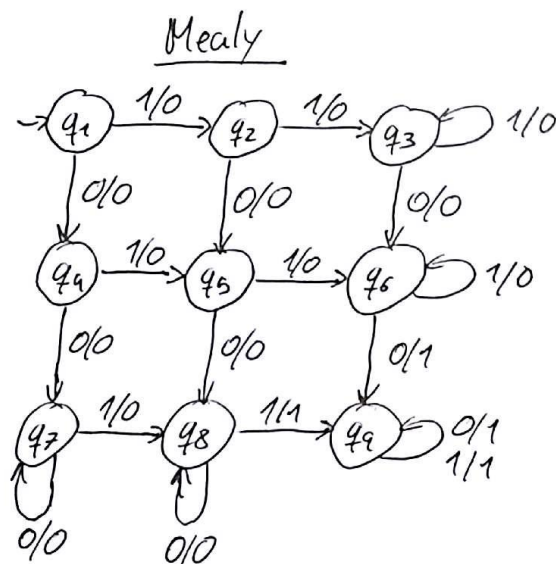 Mealy
q1 1/0 q2 1/0 q3 1/0
0/0 0/0 0/0
q4 1/0 q5 1/0 q6 1/0
0/0 0/0 0/1
q7 1/0 q8 1/1 q9 0/1
1/1
0/0 0/0